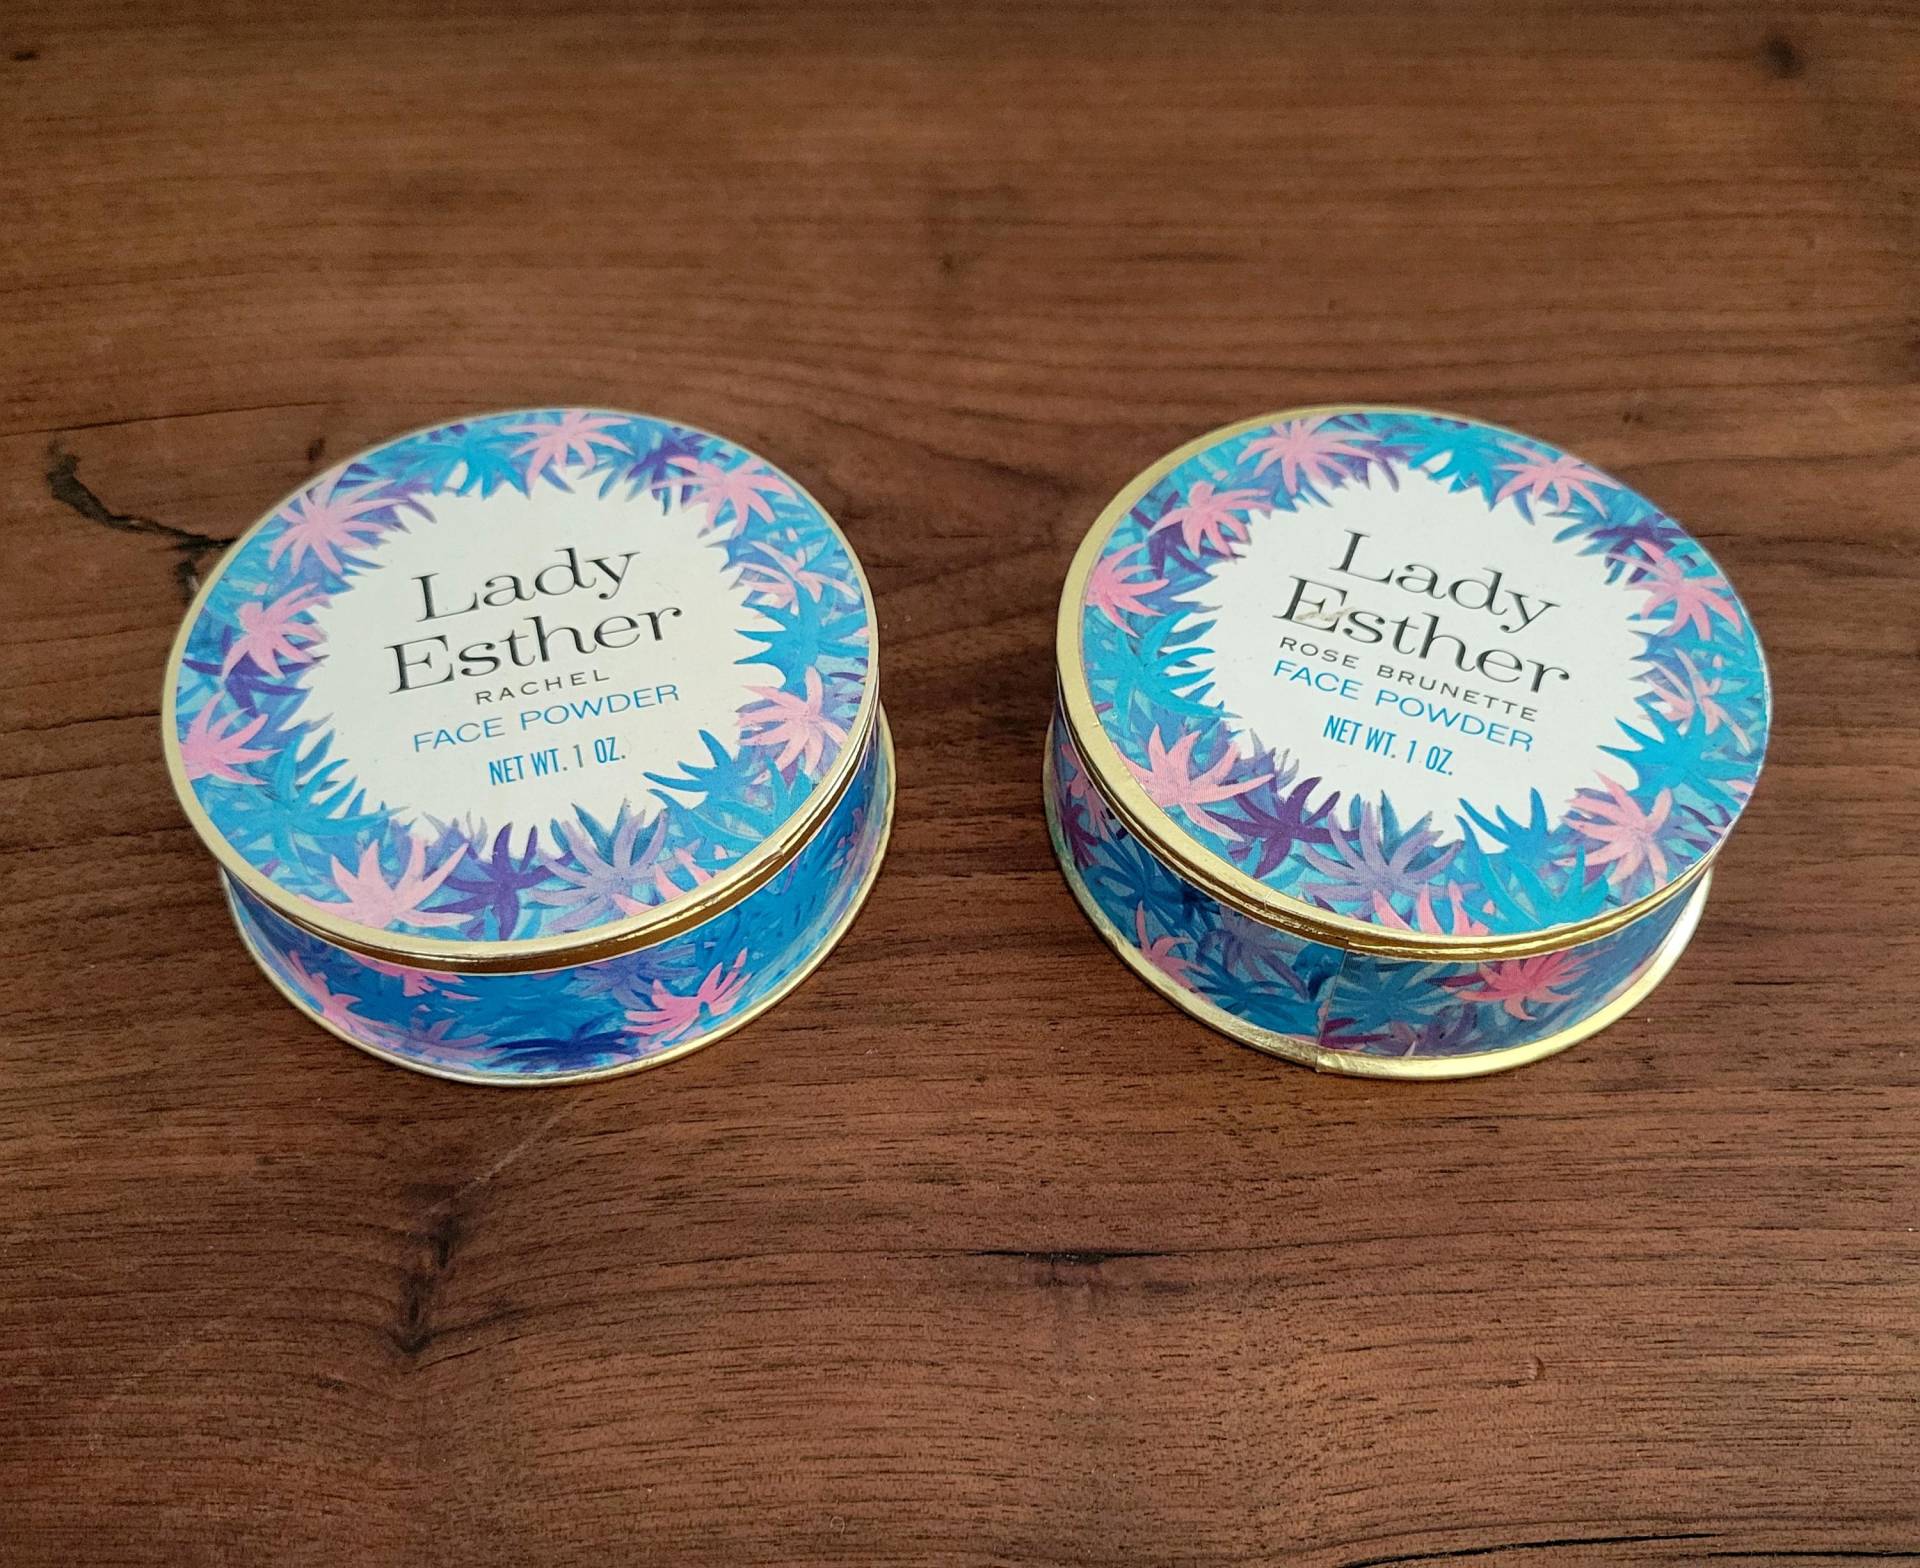 Lady
Esther
RACHEL
FACE POWDER
NET WT. 1 OZ.
Lady
Esther
ROSE BRUNETTE
FACE POWDER
NET WT. 1 OZ.